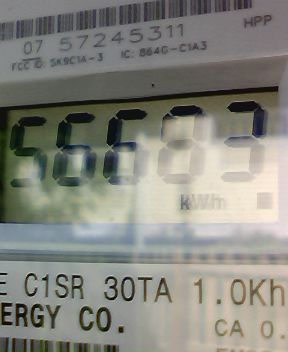 07 57245311 HPP
FCC ID: SK9C1A-3 IC: 864G-C1A3
56683
kWh
E C1SR 30TA 1.0Kh
ERGY CO.
CA 0.